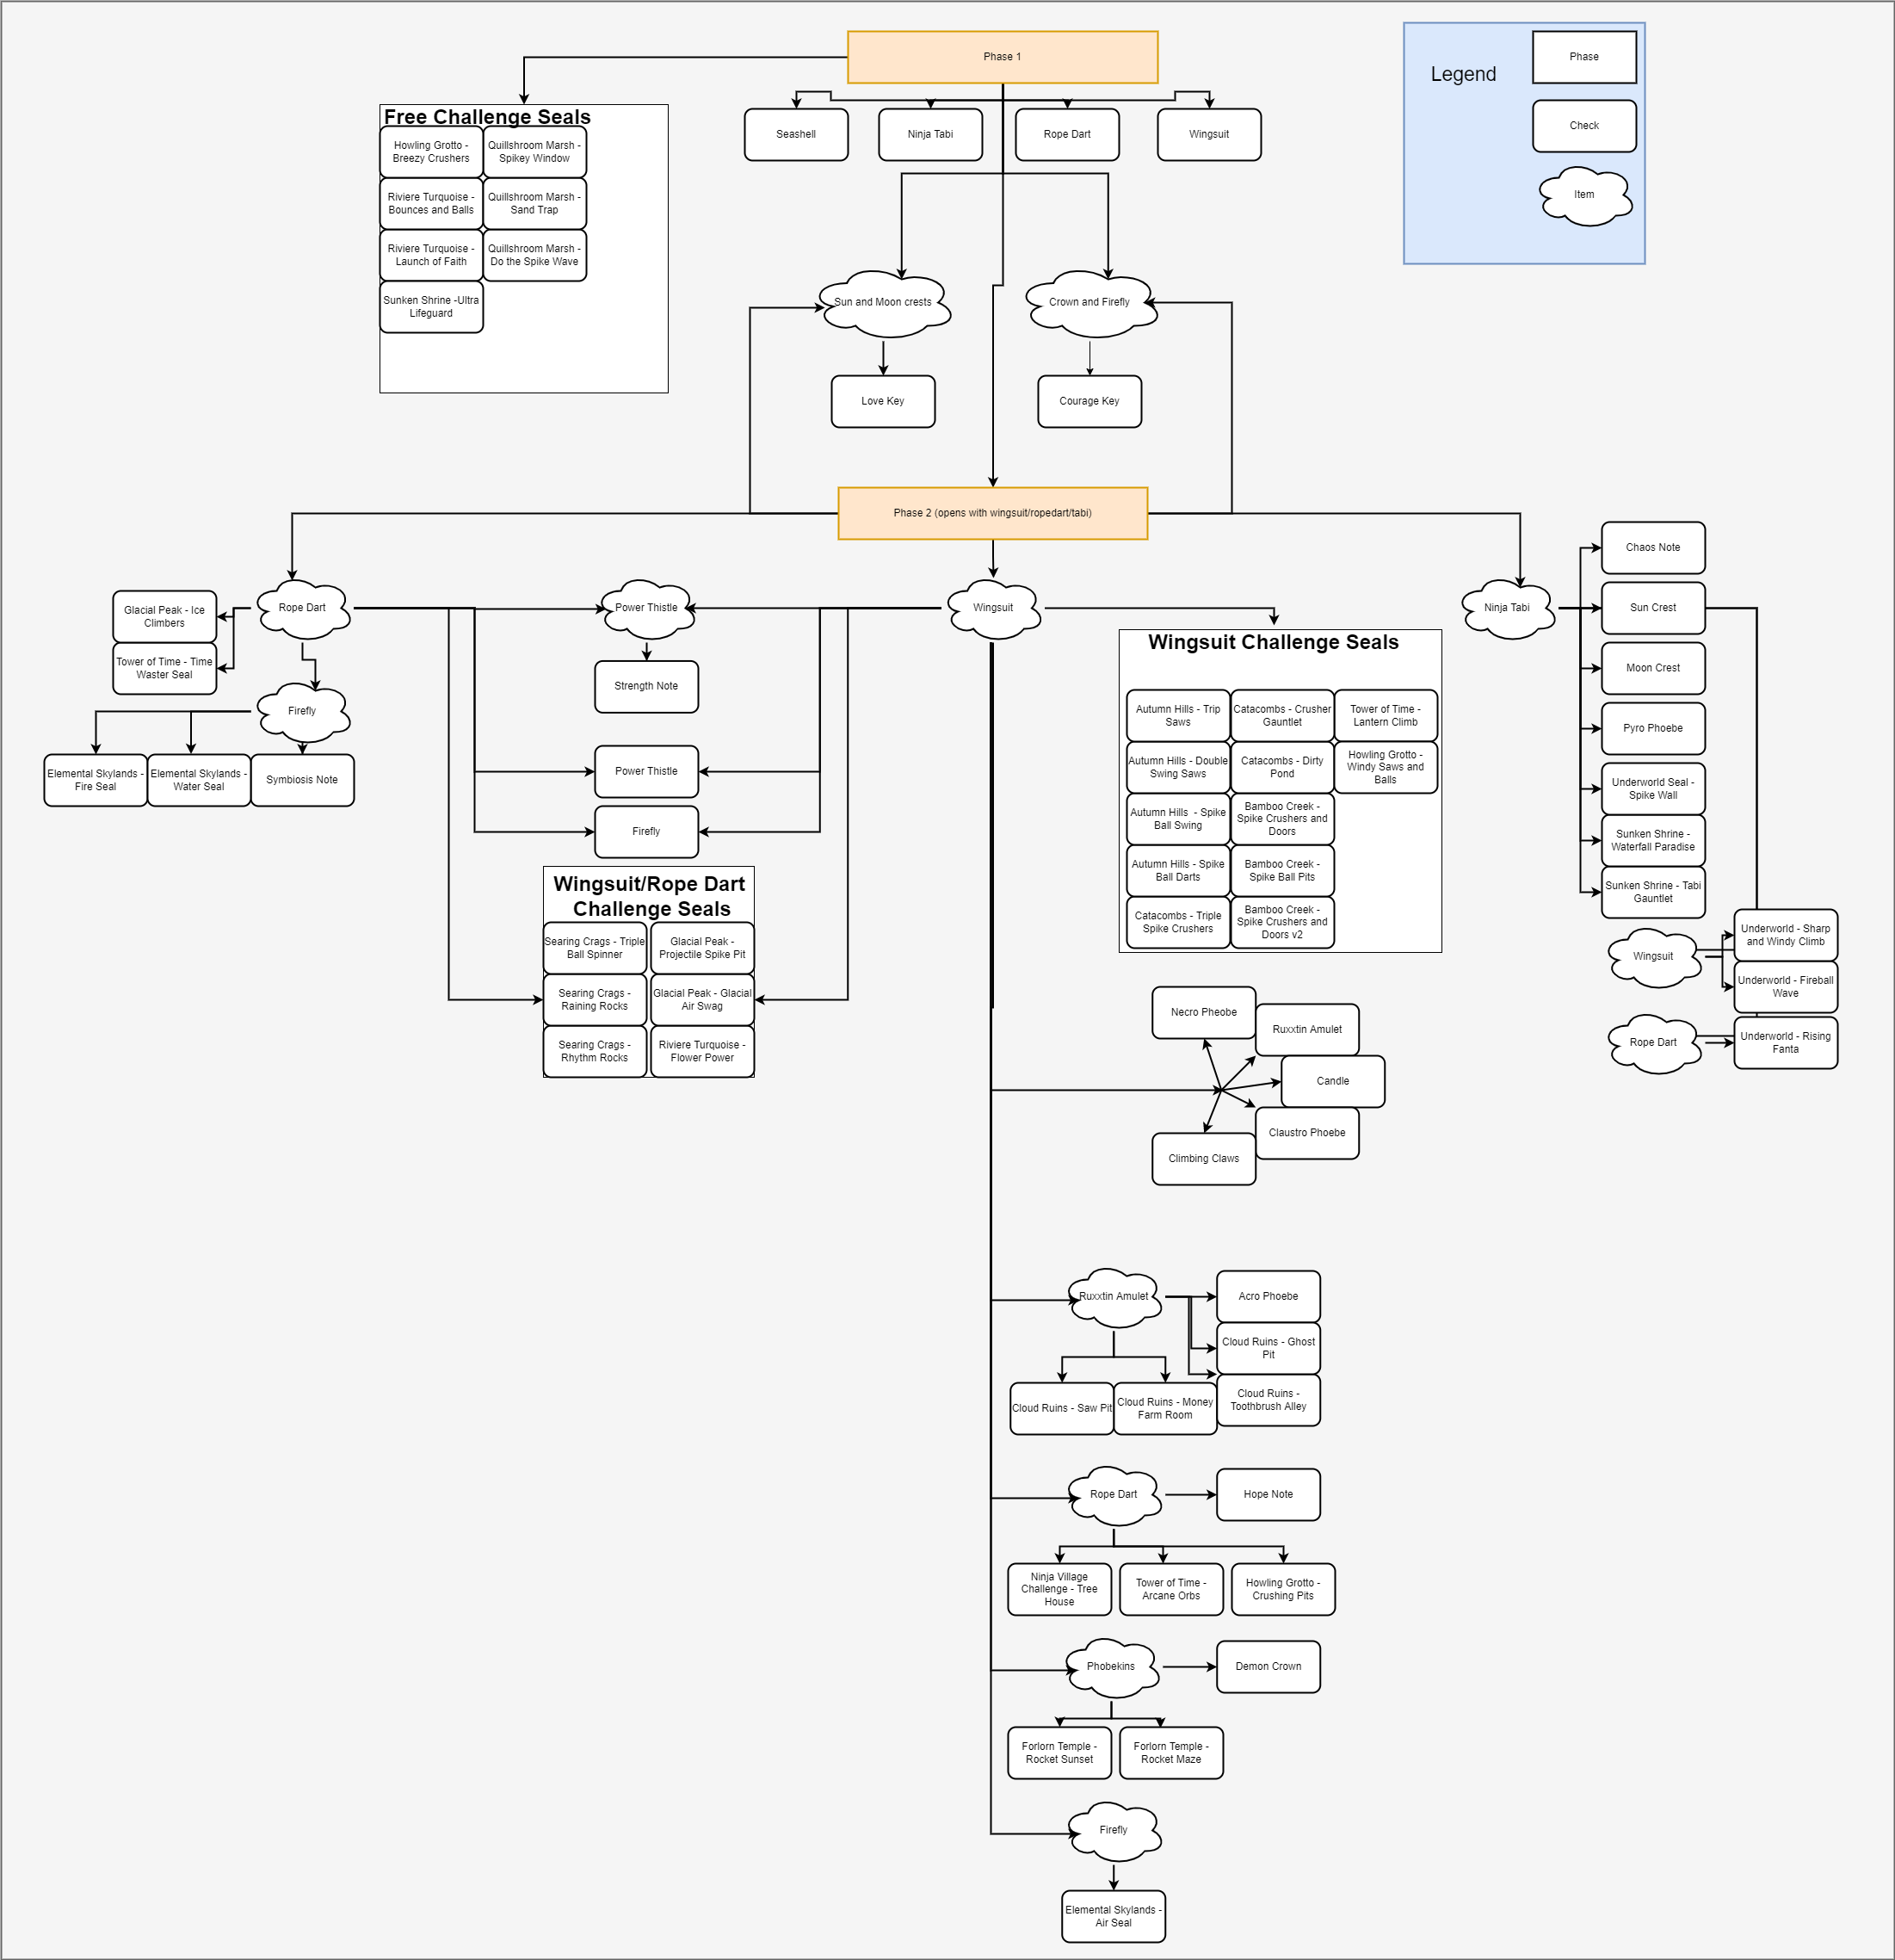 Phase 1
Legend
Phase
Check
Item
Free Challenge Seals
Howling Grotto -
Breezy Crushers
Quillshroom Marsh -
Spikey Window
Riviere Turquoise -
Bounces and Balls
Quillshroom Marsh -
Sand Trap
Riviere Turquoise -
Launch of Faith
Quillshroom Marsh -
Do the Spike Wave
Sunken Shrine -Ultra
Lifeguard
Seashell
Ninja Tabi
Rope Dart
Wingsuit
Sun and Moon crests
Crown and Firefly
Love Key
Courage Key
Phase 2 (opens with wingsuit/ropedart/tabi)
Glacial Peak - Ice
Climbers
Tower of Time - Time
Waster Seal
Rope Dart
Firefly
Elemental Skylands -
Fire Seal
Elemental Skylands -
Water Seal
Symbiosis Note
Power Thistle
Strength Note
Power Thistle
Firefly
Wingsuit/Rope Dart
Challenge Seals
Searing Crags - Triple
Ball Spinner
Glacial Peak -
Projectile Spike Pit
Searing Crags -
Raining Rocks
Glacial Peak - Glacial
Air Swag
Searing Crags -
Rhythm Rocks
Riviere Turquoise -
Flower Power
Wingsuit
Wingsuit Challenge Seals
Autumn Hills - Trip
Saws
Catacombs - Crusher
Gauntlet
Tower of Time -
Lantern Climb
Autumn Hills - Double
Swing Saws
Catacombs - Dirty
Pond
Howling Grotto -
Windy Saws and
Balls
Autumn Hills  - Spike
Ball Swing
Bamboo Creek -
Spike Crushers and
Doors
Autumn Hills - Spike
Ball Darts
Bamboo Creek -
Spike Ball Pits
Catacombs - Triple
Spike Crushers
Bamboo Creek -
Spike Crushers and
Doors v2
Ninja Tabi
Chaos Note
Sun Crest
Moon Crest
Pyro Phoebe
Underworld Seal -
Spike Wall
Sunken Shrine -
Waterfall Paradise
Sunken Shrine - Tabi
Gauntlet
Wingsuit
Underworld - Sharp
and Windy Climb
Underworld - Fireball
Wave
Rope Dart
Underworld - Rising
Fanta
Necro Pheobe
Ruxxtin Amulet
Candle
Claustro Phoebe
Climbing Claws
Ruxxtin Amulet
Acro Phoebe
Cloud Ruins - Ghost
Pit
Cloud Ruins -
Toothbrush Alley
Cloud Ruins - Saw Pit
Cloud Ruins - Money
Farm Room
Rope Dart
Hope Note
Ninja Village
Challenge - Tree
House
Tower of Time -
Arcane Orbs
Howling Grotto -
Crushing Pits
Phobekins
Demon Crown
Forlorn Temple -
Rocket Sunset
Forlorn Temple -
Rocket Maze
Firefly
Elemental Skylands -
Air Seal